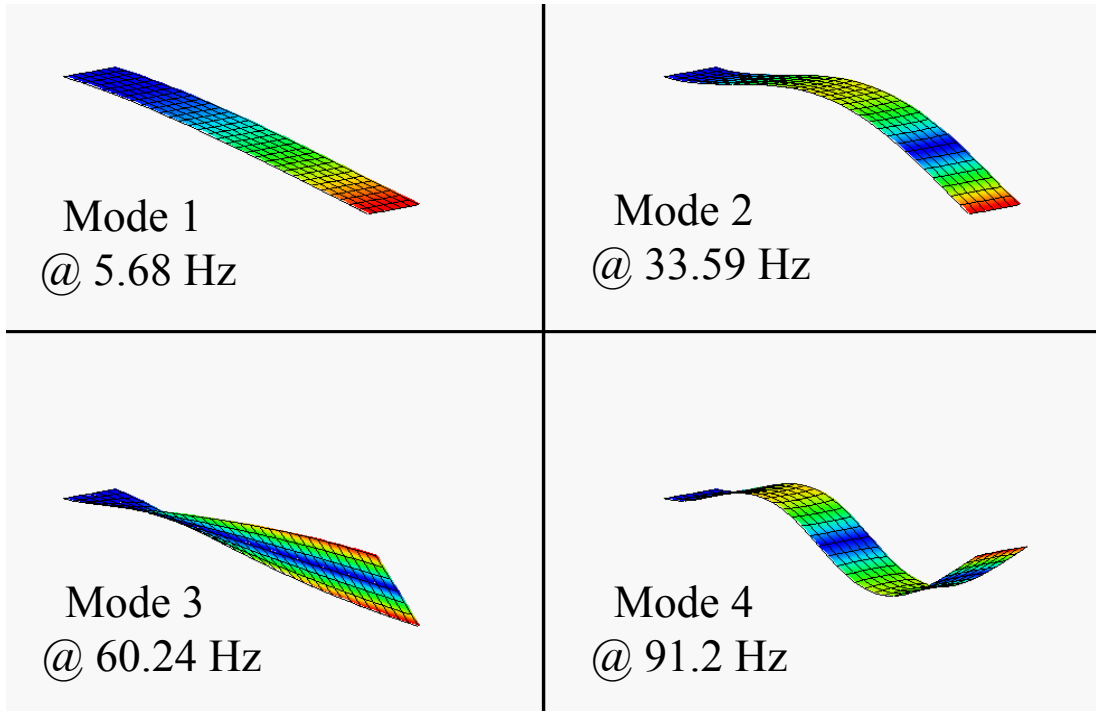 Mode 1
@ 5.68 Hz
Mode 2
@ 33.59 Hz
Mode 3
@ 60.24 Hz
Mode 4
@ 91.2 Hz